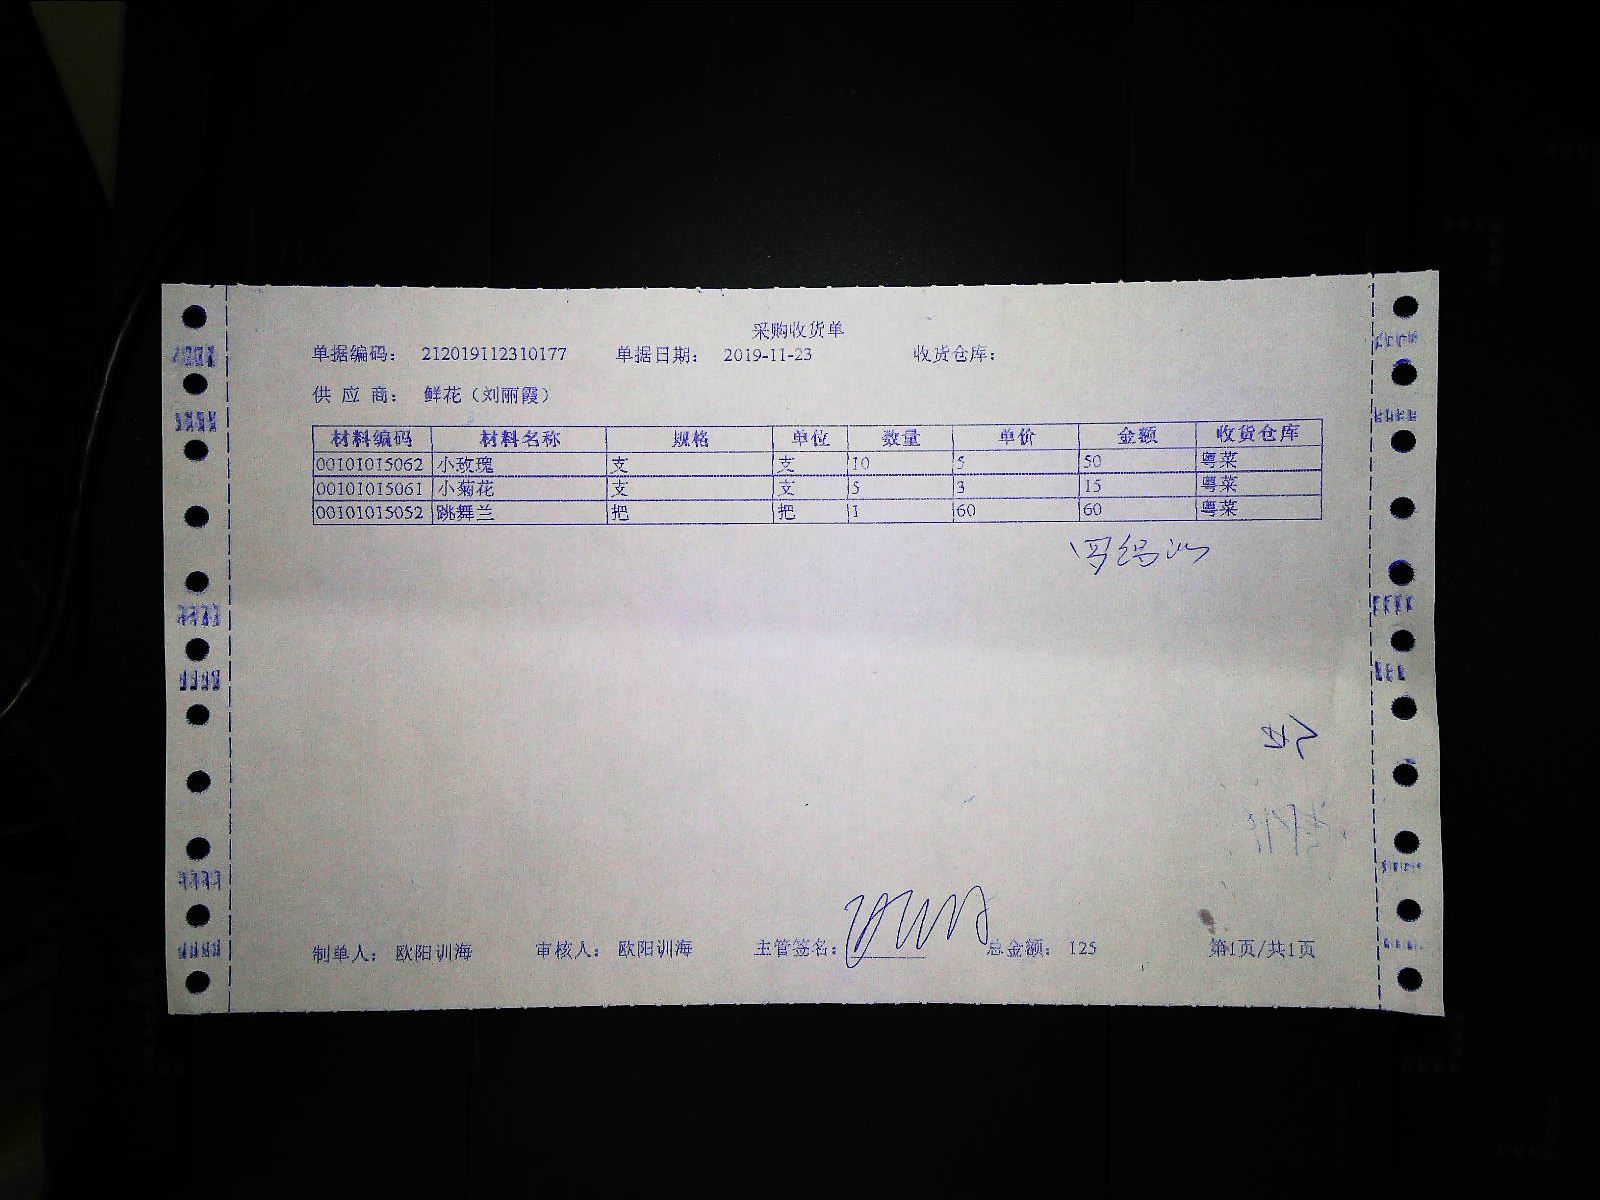 采购收货单
单据编码: 212019112310177 单据日期: 2019-11-23 收货仓库:
供 应 商: 鲜花（刘丽霞）
材料编码 材料名称 规格 单位 数量 单价 金额 收货仓库
00101015062 小玫瑰 支 支 10 5 50 粤菜
00101015061 小菊花 支 支 5 3 15 粤菜
00101015052 跳舞兰 把 把 1 60 60 粤菜
制单人: 欧阳训海 审核人: 欧阳训海 主管签名: 总金额: 125 第1页/共1页